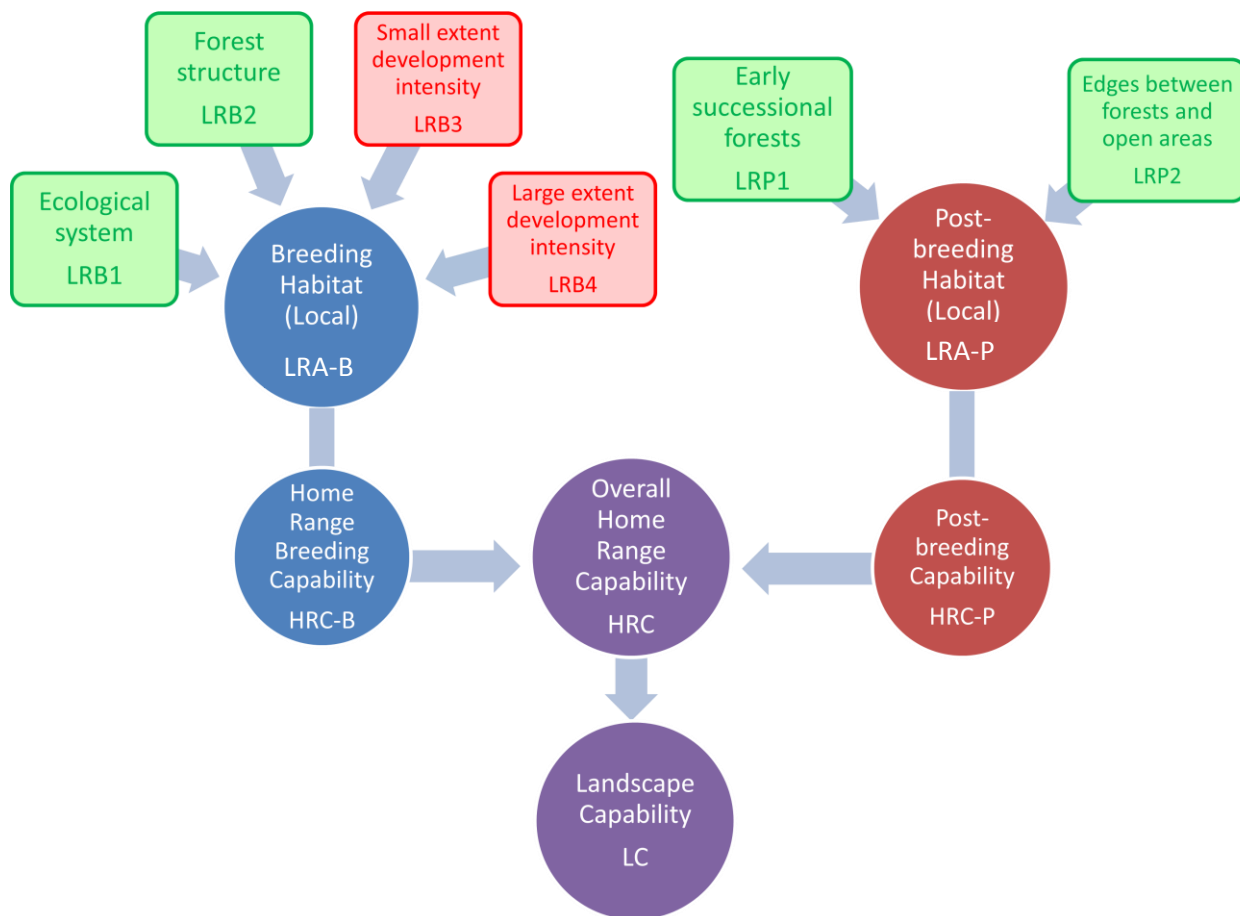 Forest
structure
LRB2
Small extent
development
intensity
LRB3
Early
successional
forests
LRP1
Edges between
forests and
open areas
LRP2
Ecological
system
LRB1
Large extent
development
intensity
LRB4
Breeding
Habitat
(Local)
LRA-B
Post-
breeding
Habitat
(Local)
LRA-P
Home
Range
Breeding
Capability
HRC-B
Overall
Home
Range
Capability
HRC
Post-
breeding
Capability
HRC-P
Landscape
Capability
LC